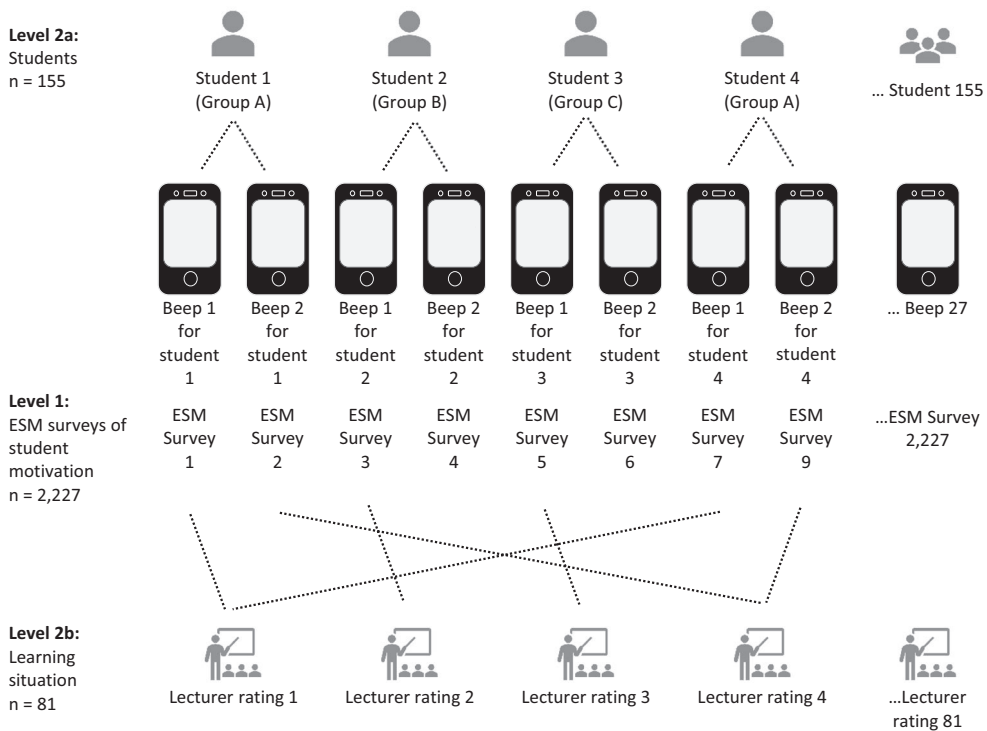 Level 2a:
Students
n = 155
Student 1
(Group A)
Student 2
(Group B)
Student 3
(Group C)
Student 4
(Group A)
... Student 155
Beep 1
for
student
1
Beep 2
for
student
1
Beep 1
for
student
2
Beep 2
for
student
2
Beep 1
for
student
3
Beep 2
for
student
3
Beep 1
for
student
4
Beep 2
for
student
4
... Beep 27
Level 1:
ESM surveys of
student
motivation
n = 2,227
ESM
Survey
1
ESM
Survey
2
ESM
Survey
3
ESM
Survey
4
ESM
Survey
5
ESM
Survey
6
ESM
Survey
7
ESM
Survey
9
...ESM Survey
2,227
Level 2b:
Learning
situation
n = 81
Lecturer rating 1
Lecturer rating 2
Lecturer rating 3
Lecturer rating 4
...Lecturer
rating 81